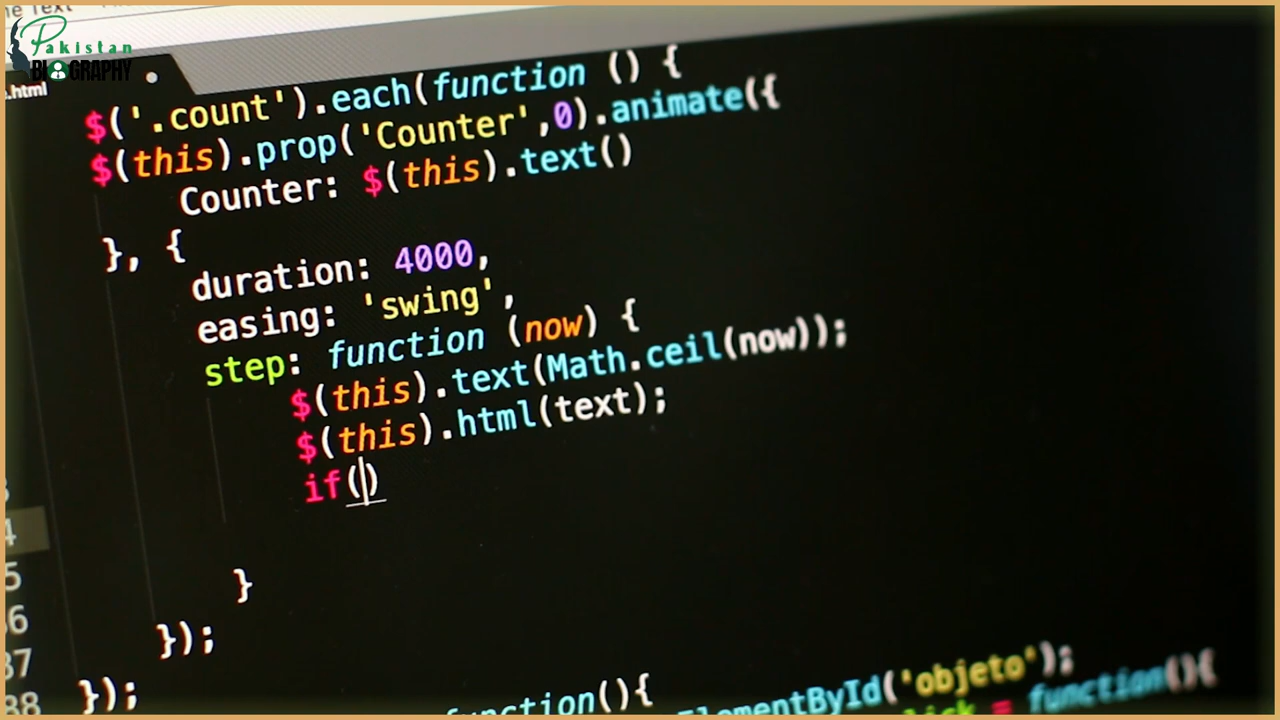 Pakistan
BIOGRAPHY
.html
$('.count').each(function () {
$(this).prop('Counter',0).animate({
Counter: $(this).text()
}, {
duration: 4000,
easing: 'swing',
step: function (now) {
$(this).text(Math.ceil(now));
$(this).html(text);
if()
}
});
});
function(){
ElementById('objeto');
= function(){